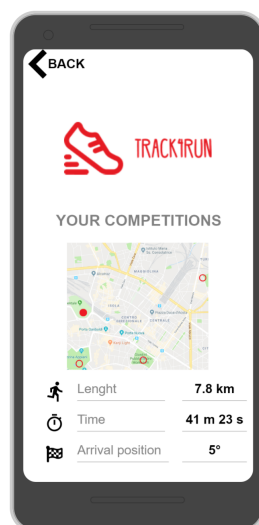 BACK
TRACK4RUN
YOUR COMPETITIONS
Lenght 7.8 km
Time 41 m 23 s
Arrival position 5°